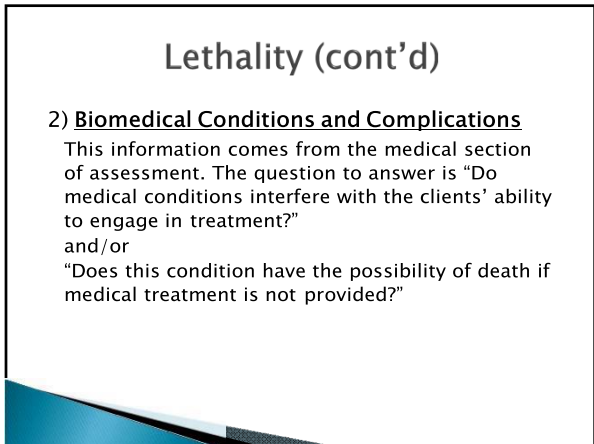 Lethality (cont’d)
2) Biomedical Conditions and Complications
This information comes from the medical section
of assessment. The question to answer is “Do
medical conditions interfere with the clients’ ability
to engage in treatment?”
and/or
“Does this condition have the possibility of death if
medical treatment is not provided?”